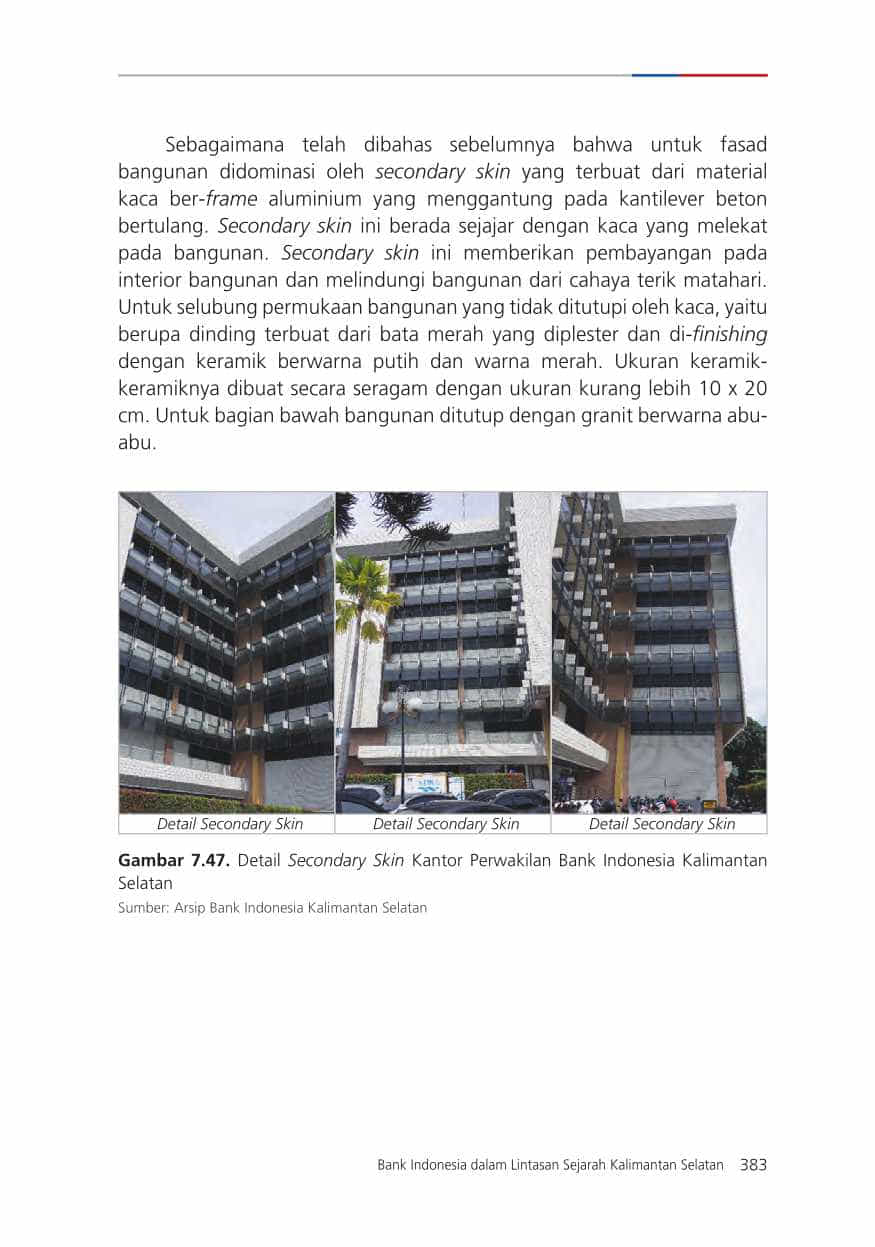 Sebagaimana telah dibahas sebelumnya bahwa untuk fasad
bangunan didominasi oleh secondary skin yang terbuat dari material
kaca ber-frame aluminium yang menggantung pada kantilever beton
bertulang. Secondary skin ini berada sejajar dengan kaca yang melekat
pada bangunan. Secondary skin ini memberikan pembayangan pada
interior bangunan dan melindungi bangunan dari cahaya terik matahari.
Untuk selubung permukaan bangunan yang tidak ditutupi oleh kaca, yaitu
berupa dinding terbuat dari bata merah yang diplester dan di-finishing
dengan keramik berwarna putih dan warna merah. Ukuran keramik-
keramiknya dibuat secara seragam dengan ukuran kurang lebih 10 x 20
cm. Untuk bagian bawah bangunan ditutup dengan granit berwarna abu-
abu.
Detail Secondary Skin
Detail Secondary Skin
Detail Secondary Skin
Gambar 7.47. Detail Secondary Skin Kantor Perwakilan Bank Indonesia Kalimantan
Selatan
Sumber: Arsip Bank Indonesia Kalimantan Selatan
Bank Indonesia dalam Lintasan Sejarah Kalimantan Selatan 383